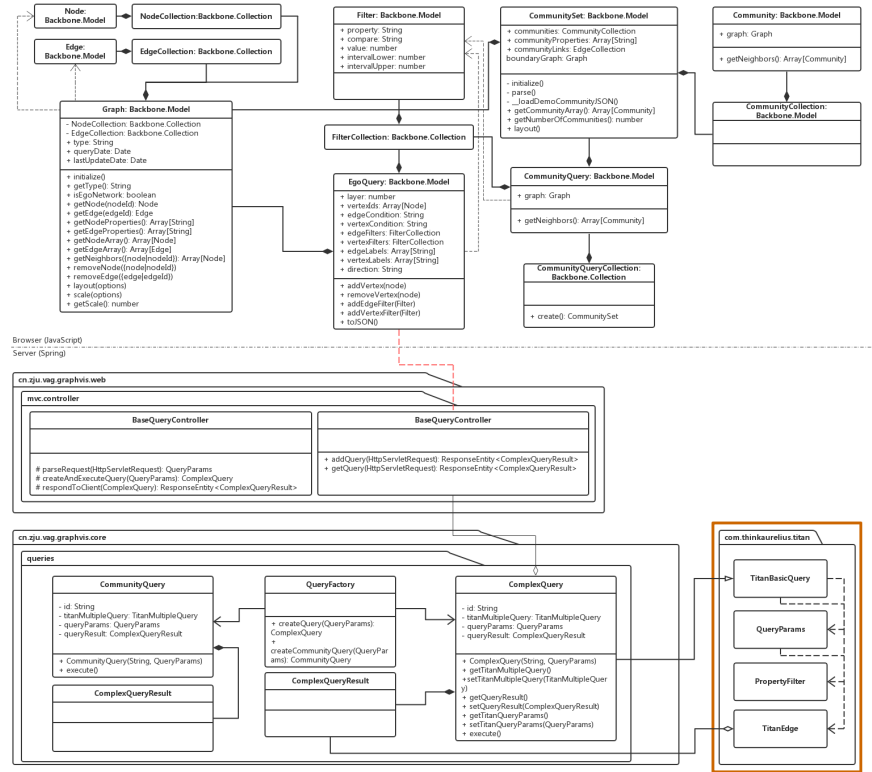 Node:
Backbone.Model
NodeCollection:Backbone.Collection
Edge:
Backbone.Model
EdgeCollection: Backbone.Collection
Graph: Backbone.Model
- NodeCollection: Backbone.Collection
- EdgeCollection: Backbone.Collection
+ type: String
+ queryDate: Date
+ lastUpdateDate: Date
+ initialize()
+ getType(): String
+ isEgoNetwork: boolean
+ getNode(nodeId): Node
+ getEdge(edgeId): Edge
+ getNodeProperties(): Array[String]
+ getEdgeProperties(): Array[String]
+ getNodeArray(): Array[Node]
+ getEdgeArray(): Array[Edge]
+ getNeighbors((node|nodeId)): Array[Node]
+ removeNode((node|nodeId))
+ removeEdge((edge|edgeId))
+ layout(options)
+ scale(options)
+ getScale(): number
Filter: Backbone.Model
+ property: String
+ compare: String
+ value: number
+ intervalLower: number
+ intervalUpper: number
FilterCollection: Backbone.Collection
EgoQuery: Backbone.Model
+ layer: number
+ vertexIds: Array[Node]
+ edgeCondition: String
+ vertexCondition: String
+ edgeFilters: FilterCollection
+ vertexFilters: FilterCollection
+ edgeLabels: Array[String]
+ vertexLabels: Array[String]
+ direction: String
+ addVertex(node)
+ removeVertex(node)
+ addEdgeFilter(Filter)
+ addVertexFilter(Filter)
+ toJSON()
CommunitySet: Backbone.Model
+ communities: CommunityCollection
+ communityProperties: Array[String]
+ communityLinks: EdgeCollection
boundaryGraph: Graph
- initialize()
- parse()
- __loadDemoCommunityJSON()
+ getCommunityArray(): Array[Community]
+ getNumberOfCommunities(): number
+ layout()
CommunityQuery: Backbone.Model
+ graph: Graph
+ getNeighbors(): Array[Community]
CommunityQueryCollection:
Backbone.Collection
+ create(): CommunitySet
Community: Backbone.Model
+ graph: Graph
+ getNeighbors(): Array[Community]
CommunityCollection:
Backbone.Model
Browser (JavaScript)
Server (Spring)
cn.zju.vag.graphvis.web
mvc.controller
BaseQueryController
# parseRequest(HttpServletRequest): QueryParams
# createAndExecuteQuery(QueryParams): ComplexQuery
# respondToClient(ComplexQuery): ResponseEntity<ComplexQueryResult>
BaseQueryController
+ addQuery(HttpServletRequest): ResponseEntity<ComplexQueryResult>
+ getQuery(HttpServletRequest): ResponseEntity<ComplexQueryResult>
cn.zju.vag.graphvis.core
queries
CommunityQuery
- id: String
- titanMultipleQuery: TitanMultipleQuery
- queryParams: QueryParams
- queryResult: ComplexQueryResult
+ CommunityQuery(String, QueryParams)
+ execute()
ComplexQueryResult
QueryFactory
+ createQuery(QueryParams):
ComplexQuery
+
createCommunityQuery(QueryPar
ams): CommunityQuery
ComplexQueryResult
ComplexQuery
- id: String
- titanMultipleQuery: TitanMultipleQuery
- queryParams: QueryParams
- queryResult: ComplexQueryResult
+ ComplexQuery(String, QueryParams)
+ getTitanMultipleQuery()
+setTitanMultipleQuery(TitanMultipleQuer
y)
+ getQueryResult()
+ setQueryResult(ComplexQueryResult)
+ getTitanQueryParams()
+ setTitanQueryParams(QueryParams)
+ execute()
com.thinkaurelius.titan
TitanBasicQuery
QueryParams
PropertyFilter
TitanEdge